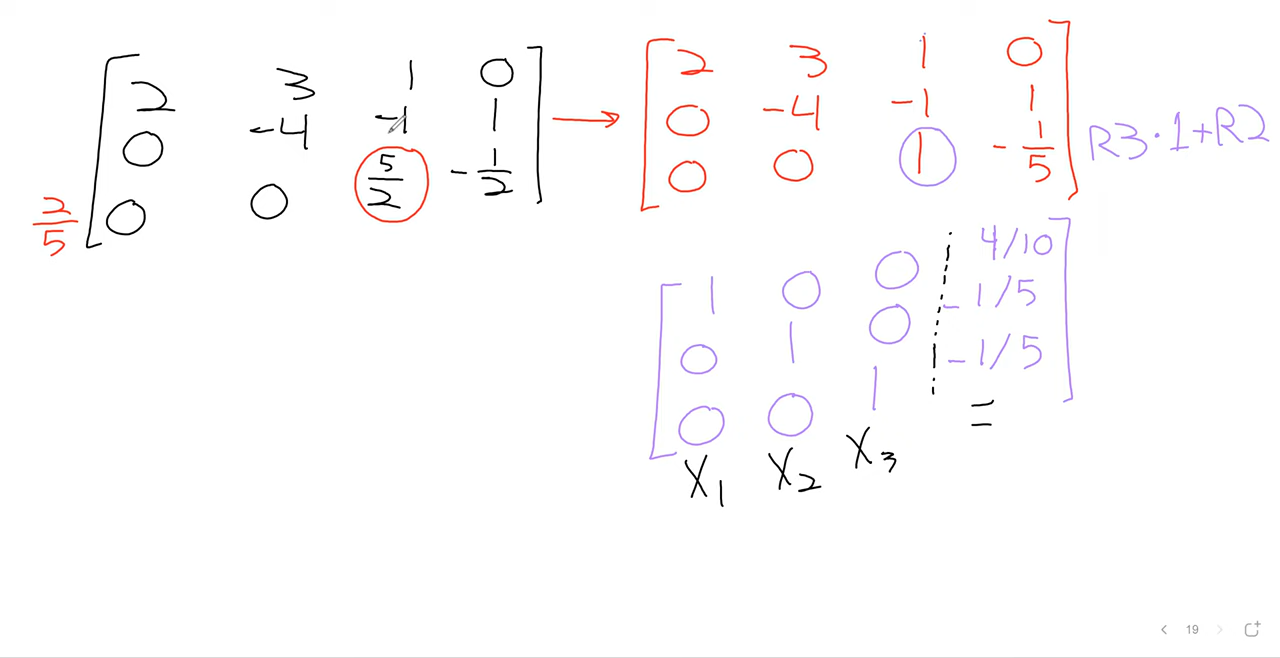 2 3 1 0
0 -4 -1 1
2/5 0 0 5/2 -1/2
→
2 3 1 0
0 -4 -1 1
0 0 1 -1/5
R3·1+R2
1 0 0 4/10
0 1 0 -1/5
0 0 1 -1/5
X1 X2 X3 =
19